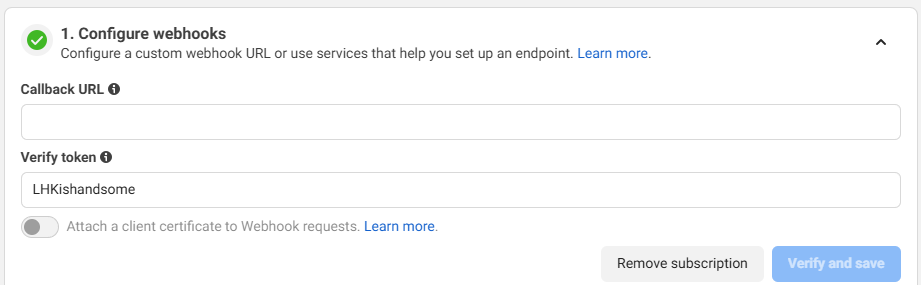 1. Configure webhooks
Configure a custom webhook URL or use services that help you set up an endpoint. Learn more.
Callback URL
Verify token
LHKishandsome
Attach a client certificate to Webhook requests. Learn more.
Remove subscription
Verify and save